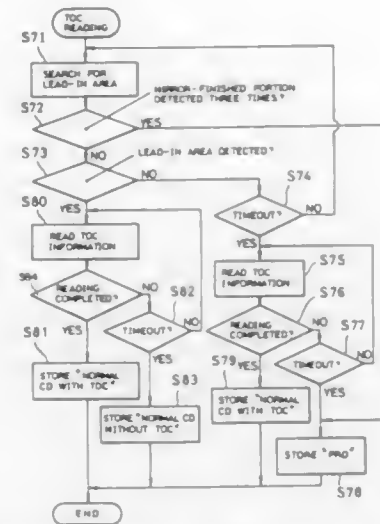 TOC
READING
S71
SEARCH FOR
LEAD-IN AREA
S72
MIRROR-FINISHED PORTION
DETECTED THREE TIMES?
YES
S73
NO
LEAD-IN AREA DETECTED?
NO
S74
S80
YES
TIMEOUT?
NO
READ TOC
INFORMATION
YES
READ TOC
INFORMATION
S75
S84
READING
COMPLETED?
NO
S82
S76
READING
COMPLETED?
NO
S77
S81
YES
TIMEOUT?
NO
S79
YES
TIMEOUT?
NO
STORE "NORMAL
CD WITH TOC"
YES
S83
STORE "NORMAL CD
WITHOUT TOC"
STORE "NORMAL
CD WITH TOC"
YES
STORE "PRO"
S78
END